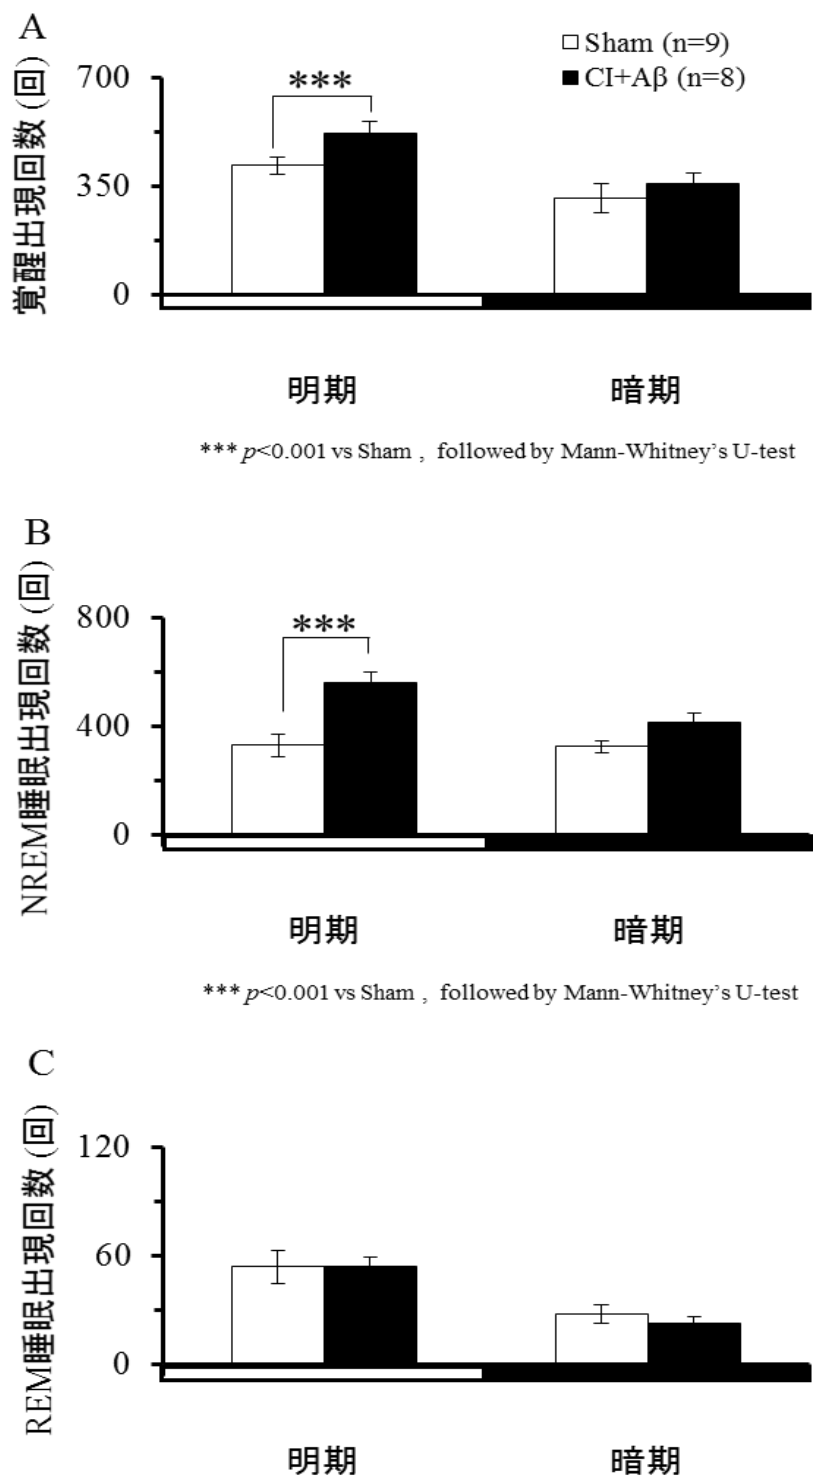 A
□ Sham (n=9)
■ CI+Aβ (n=8)
覚醒出現回数 (回)
700
350
0
***
明期
暗期
*** p<0.001 vs Sham , followed by Mann-Whitney's U-test
B
NREM睡眠出現回数 (回)
800
400
0
***
明期
暗期
*** p<0.001 vs Sham , followed by Mann-Whitney's U-test
C
REM睡眠出現回数 (回)
120
60
0
明期
暗期